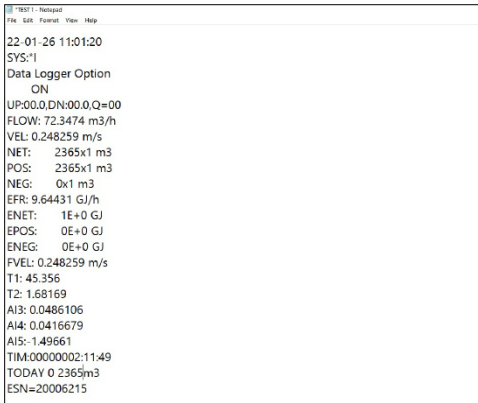 *TEST 1 - Notepad
File Edit Format View Help
22-01-26 11:01:20
SYS:*I
Data Logger Option
ON
UP:00.0,DN:00.0,Q=00
FLOW: 72.3474 m3/h
VEL: 0.248259 m/s
NET: 2365x1 m3
POS: 2365x1 m3
NEG: 0x1 m3
EFR: 9.64431 GJ/h
ENET: 1E+0 GJ
EPOS: 0E+0 GJ
ENEG: 0E+0 GJ
FVEL: 0.248259 m/s
T1: 45.356
T2: 1.68169
AI3: 0.0486106
AI4: 0.0416679
AI5:-1.49661
TIM:00000002:11:49
TODAY 0 2365m3
ESN=20006215